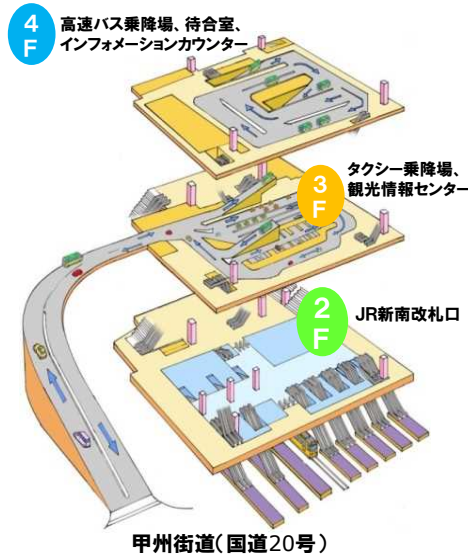 4
F
高速バス乗降場、待合室、
インフォメーションカウンター
3
F
タクシー乗降場、
観光情報センター
2
F
JR新南改札口
甲州街道(国道20号)